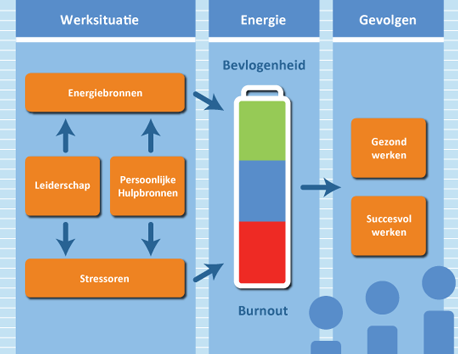 Werksituatie
Energie
Gevolgen
Bevlogenheid
Energiebronnen
Leiderschap
Persoonlijke
Hulpbronnen
Stressoren
Burnout
Gezond
werken
Succesvol
werken